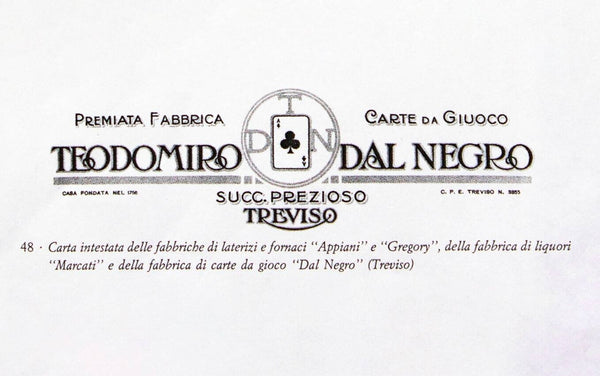 T
D N
A
A
PREMIATA FABBRICA
CARTE DA GIUOCO
TEODOMIRO DAL NEGRO
CASA FONDATA NEL 1756
C. P. E. TREVISO N. 3865
SUCC. PREZIOSO
TREVISO
48 · Carta intestata delle fabbriche di laterizi e fornaci “Appiani” e “Gregory”, della fabbrica di liquori
“Marcati” e della fabbrica di carte da gioco “Dal Negro” (Treviso)